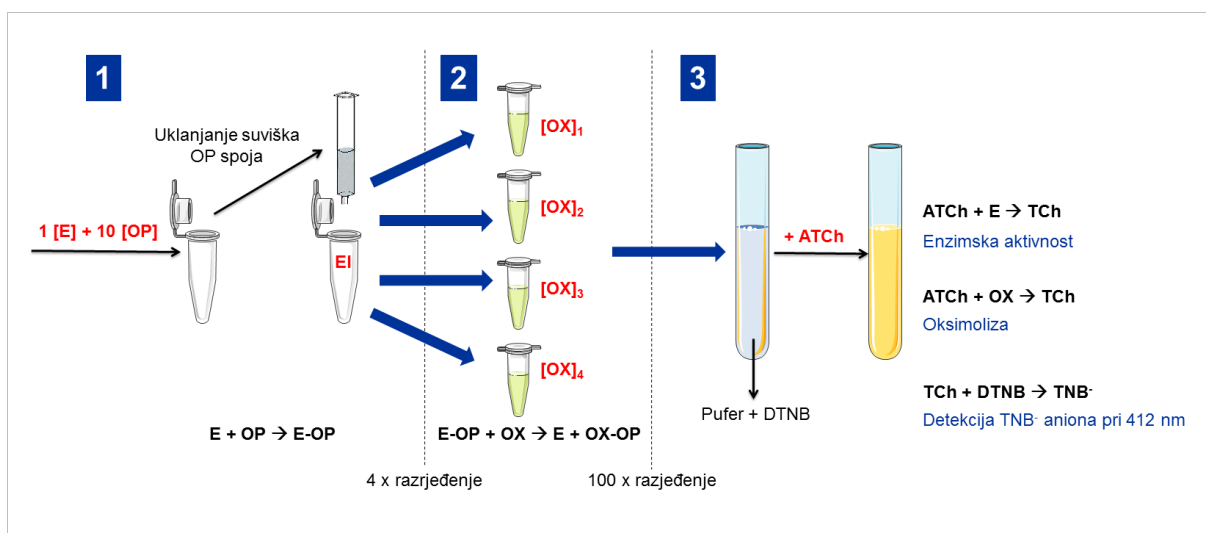 1
2
3
Uklanjanje suviška
OP spoja
1 [E] + 10 [OP]
EI
E + OP → E-OP
4 x razrjeđenje
[OX]₁
[OX]₂
[OX]₃
[OX]₄
E-OP + OX → E + OX-OP
100 x razjeđenje
+ ATCh
Pufer + DTNB
ATCh + E → TCh
Enzimska aktivnost
ATCh + OX → TCh
Oksimoliza
TCh + DTNB → TNB⁻
Detekcija TNB⁻ aniona pri 412 nm